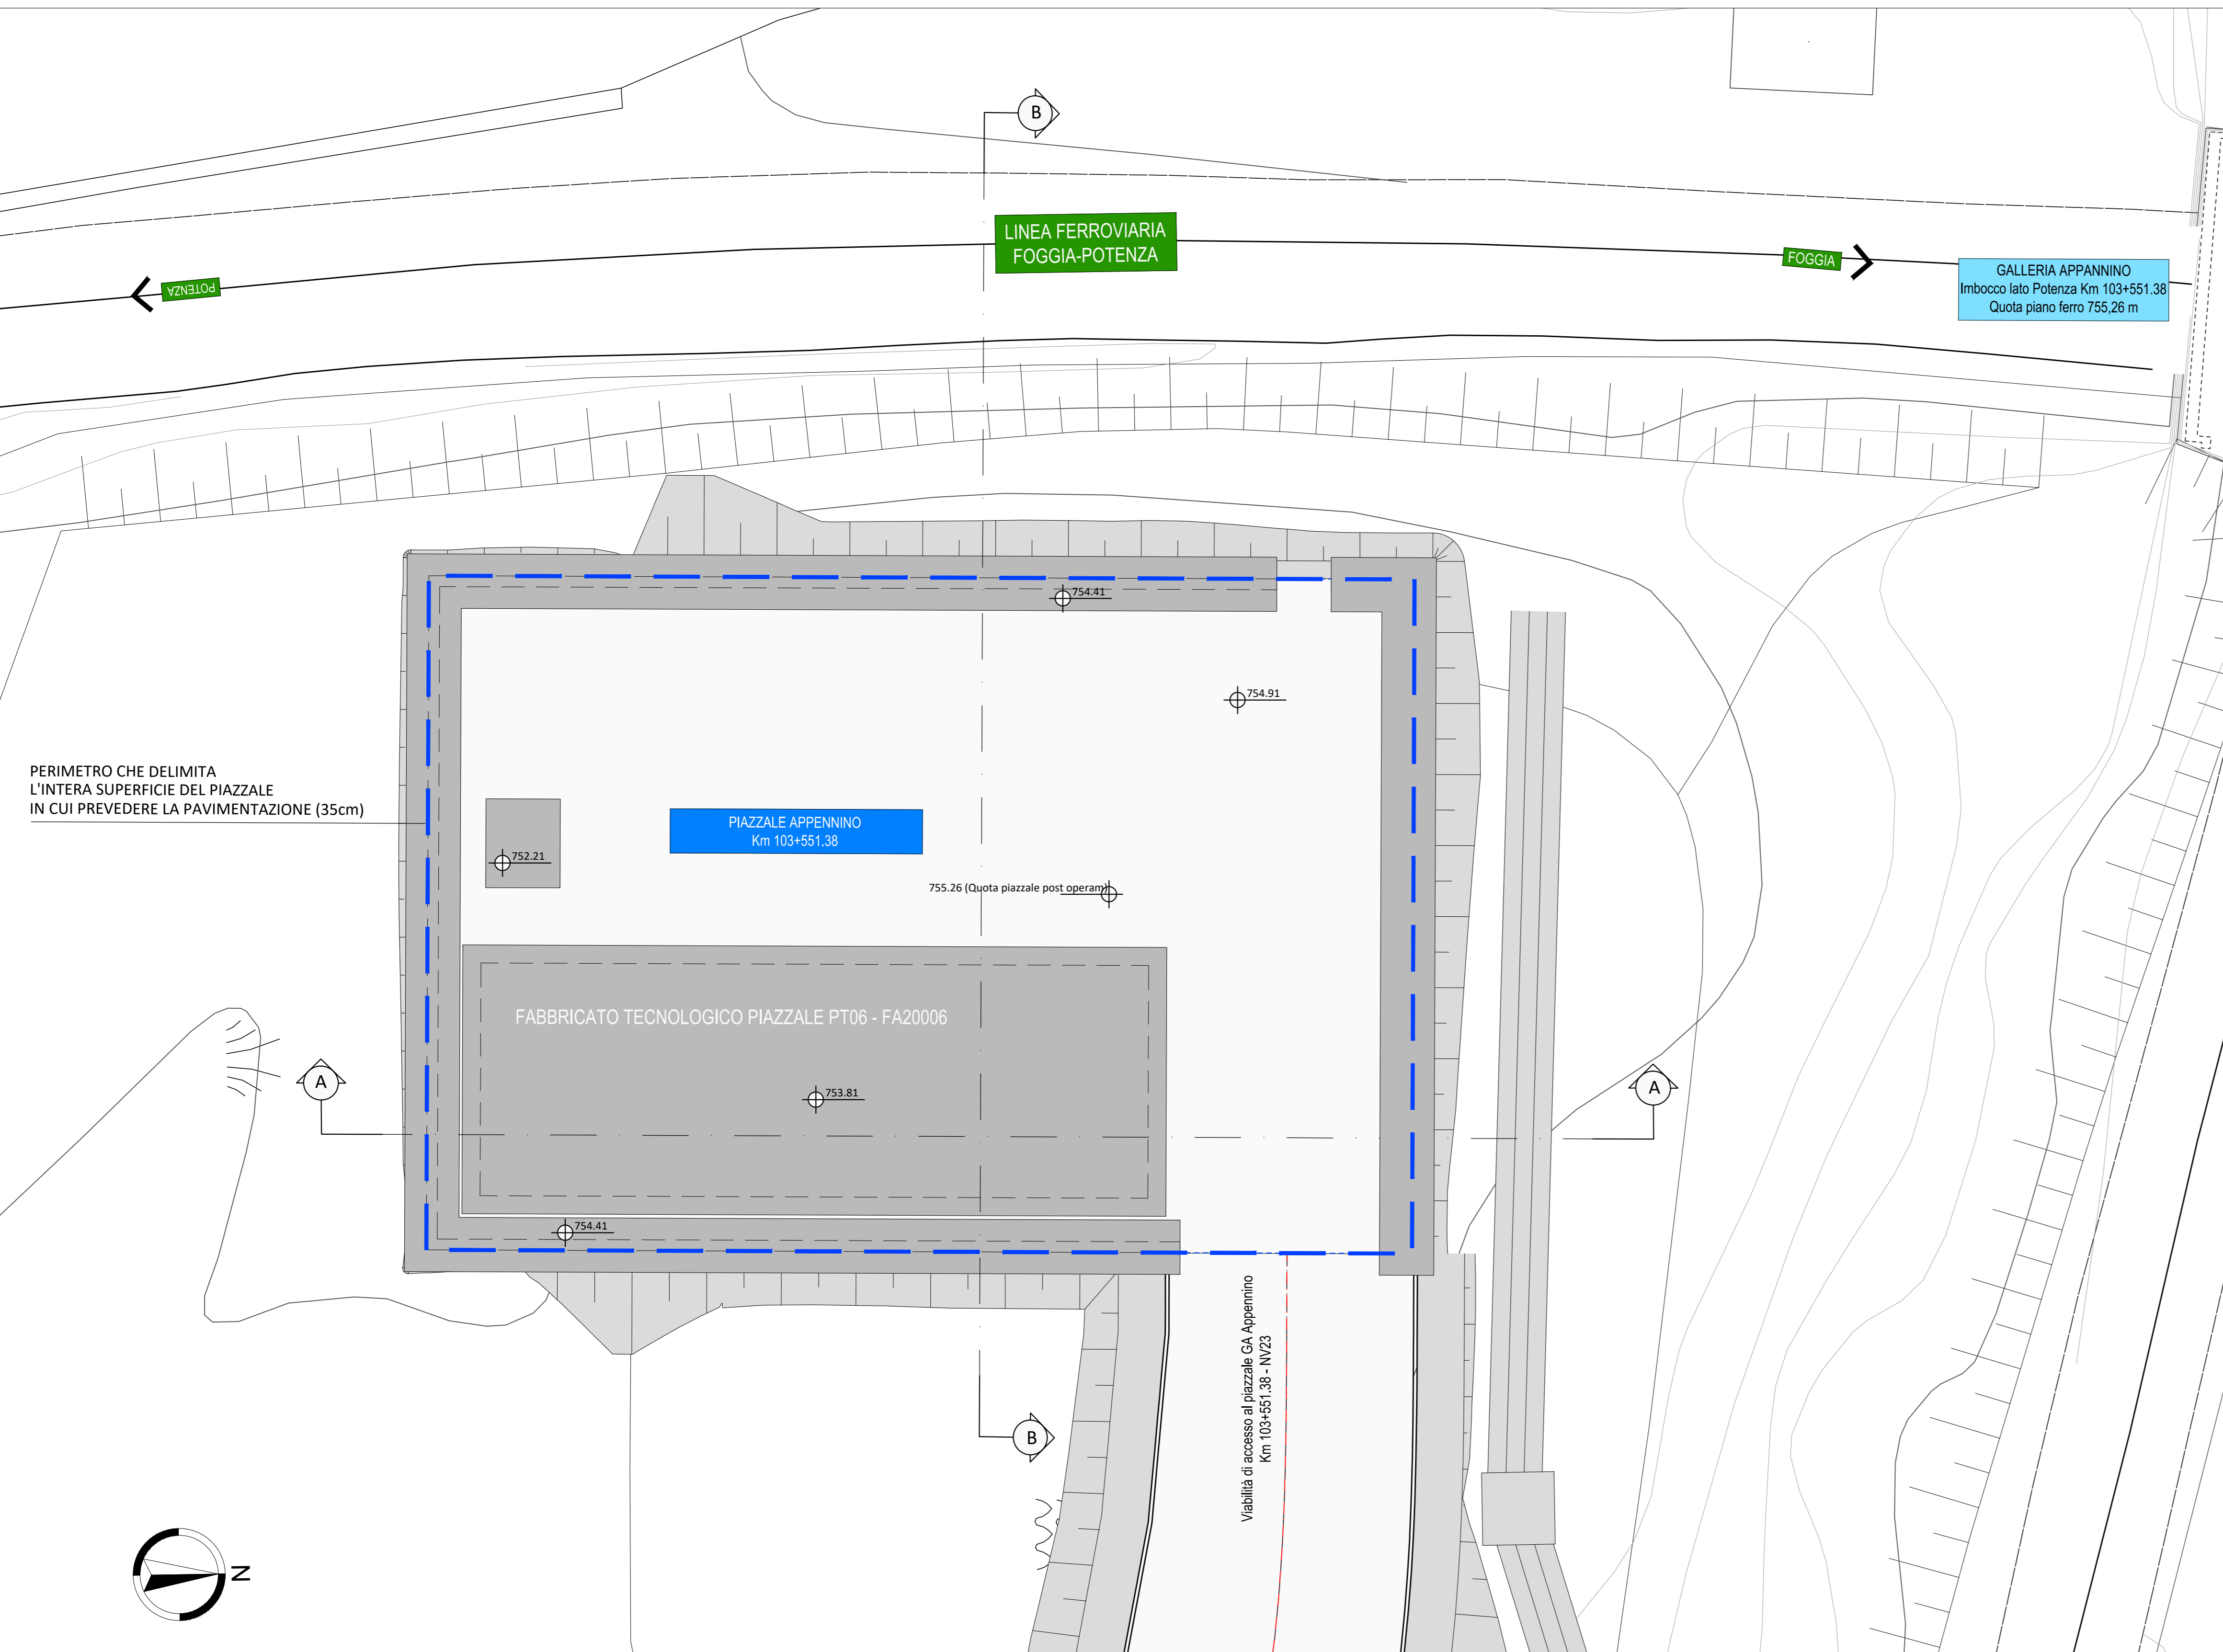 B
LINEA FERROVIARIA
FOGGIA-POTENZA
POTENZA
FOGGIA
GALLERIA APPANNINO
Imbocco lato Potenza Km 103+551.38
Quota piano ferro 755,26 m
754.41
754.91
PERIMETRO CHE DELIMITA
L'INTERA SUPERFICIE DEL PIAZZALE
IN CUI PREVEDERE LA PAVIMENTAZIONE (35cm)
PIAZZALE APPENNINO
Km 103+551.38
752.21
755.26 (Quota piazzale post operam)
FABBRICATO TECNOLOGICO PIAZZALE PT06 - FA20006
753.81
A
A
754.41
Viabilità di accesso al piazzale GA Appennino
Km 103+551.38 - NV23
B
N